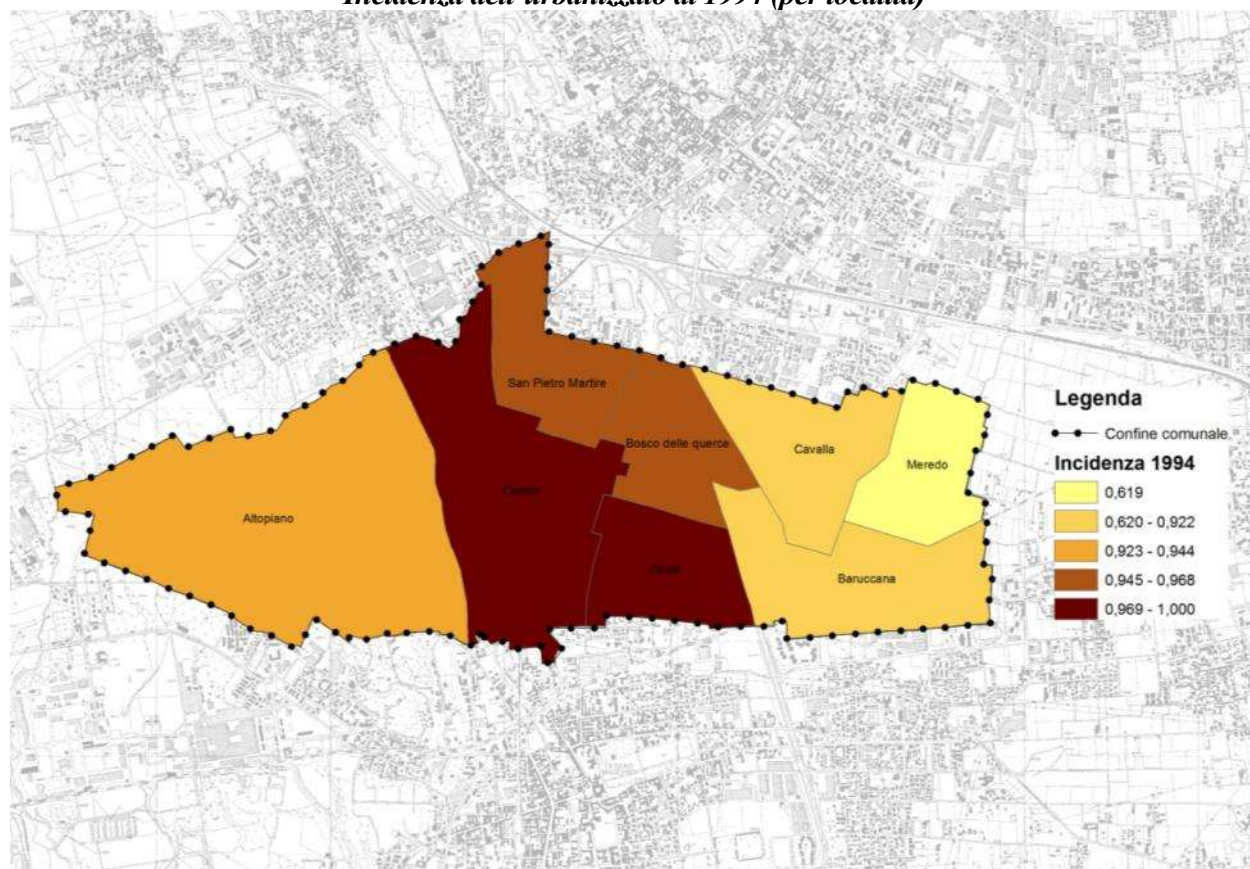 Incidenza dell'urbanizzato al 1994 (per località)
San Pietro Martire
Bosco delle querce
Cavalla
Meredo
Centro
Altopiano
Baruccana
Legenda
Confine comunale
Incidenza 1994
0,619
0,620 - 0,922
0,923 - 0,944
0,945 - 0,968
0,969 - 1,000